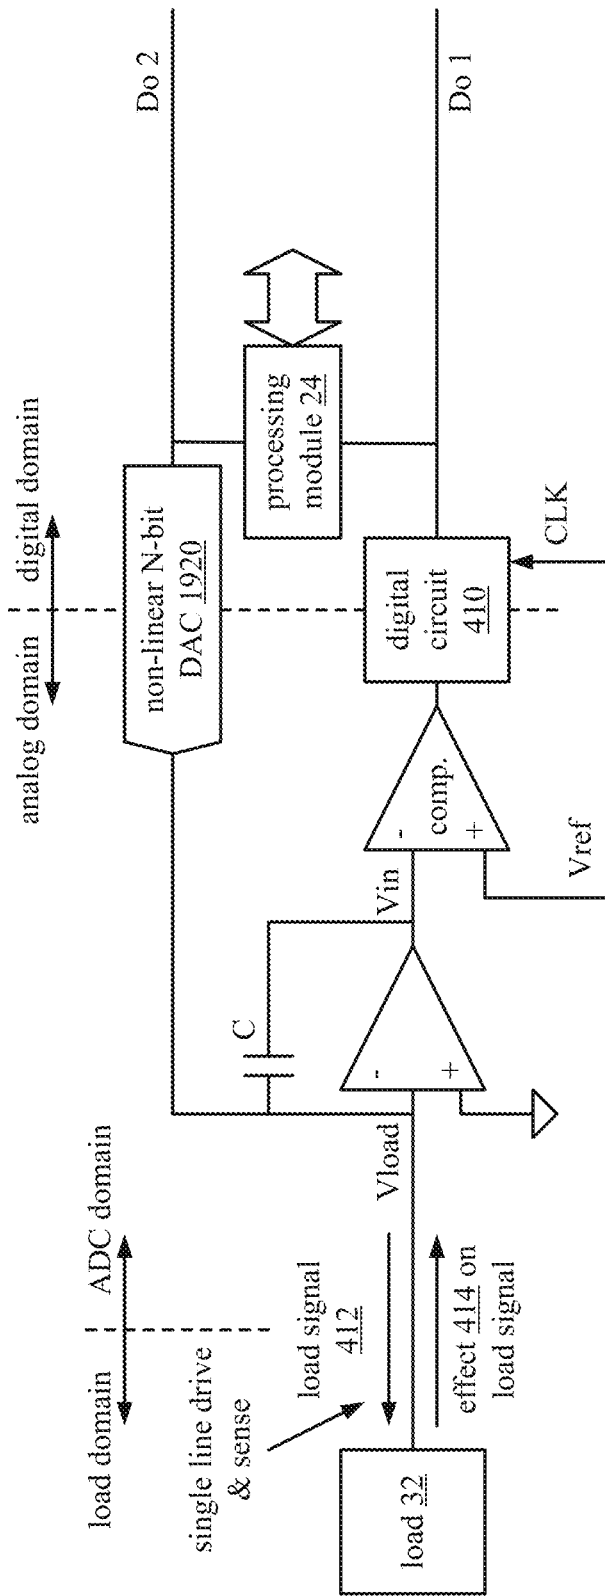 load domain
ADC domain
analog domain
digital domain
single line drive
& sense
load signal
412
effect 414 on
load signal
load 32
Vload
C
-
+
Vin
Vref
-
+
comp.
non-linear N-bit
DAC 1920
digital
circuit
410
CLK
processing
module 24
Do 2
Do 1